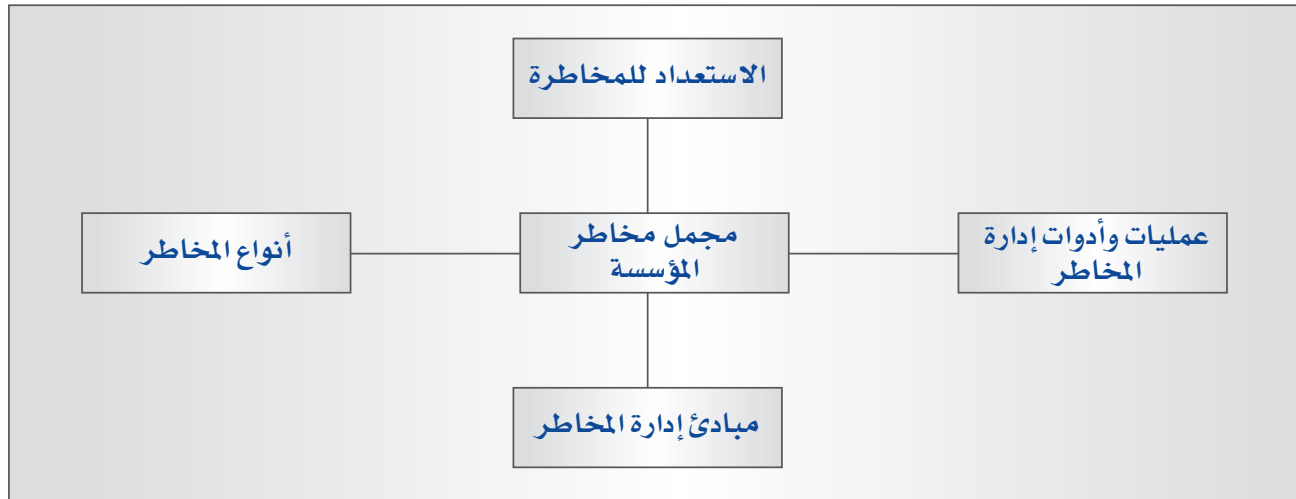 الاستعداد للمخاطرة
عمليات وأدوات إدارة
المخاطر
مجمل مخاطر
المؤسسة
أنواع المخاطر
مبادئ إدارة المخاطر